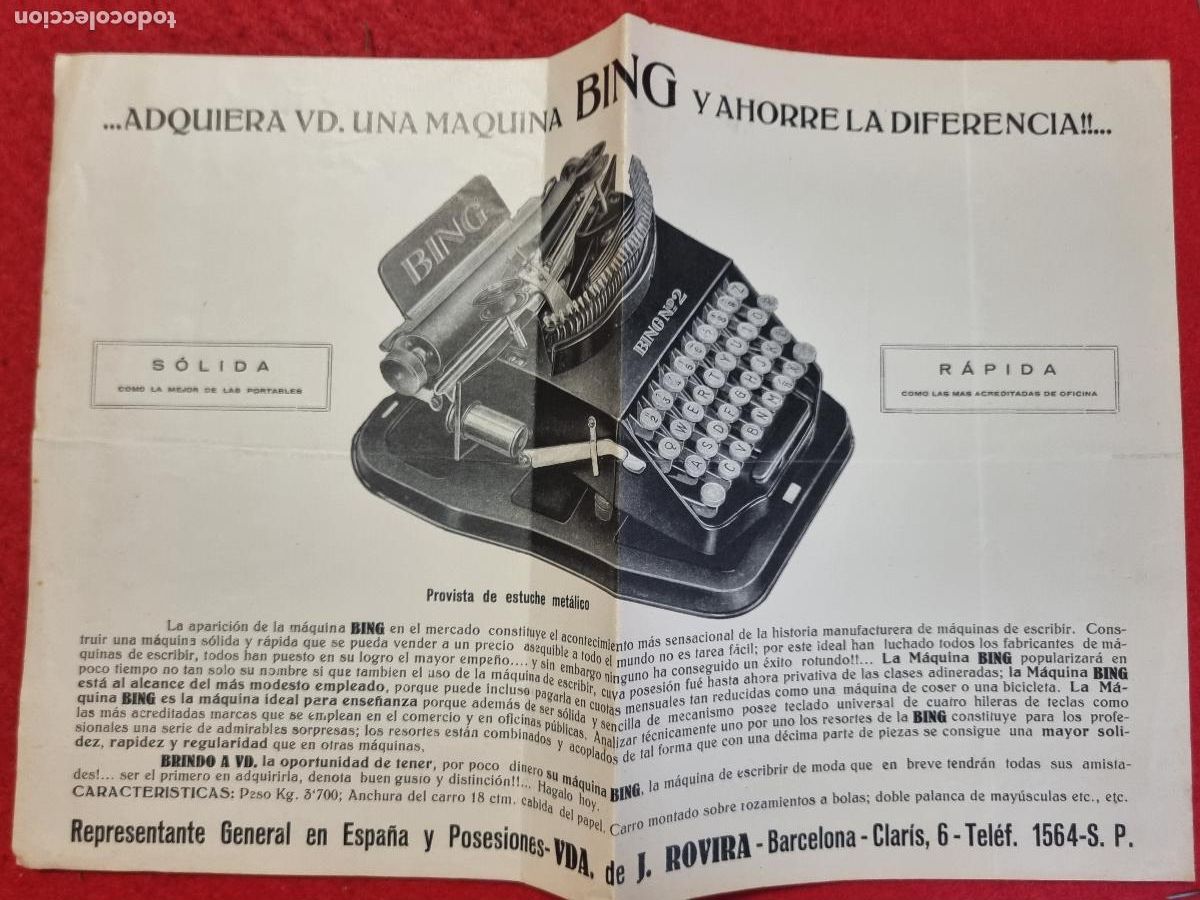 todocoleccion
...ADQUIERA VD. UNA MAQUINA BING Y AHORRE LA DIFERENCIA!!...
BING
BING Nº 2
SÓLIDA
COMO LA MEJOR DE LAS PORTABLES
RÁPIDA
COMO LAS MAS ACREDITADAS DE OFICINA
Provista de estuche metálico
La aparición de la máquina BING en el mercado constituye el acontecimiento más sensacional de la historia manufacturera de máquinas de escribir. Cons-
truir una máquina sólida y rápida que se pueda vender a un precio asequible a todo el mundo no es tarea fácil; por este ideal han luchado todos los fabricantes de má-
quinas de escribir, todos han puesto en su logro el mayor empeño.... y sin embargo ninguno ha conseguido un éxito rotundo!!... La Máquina BING popularizará en
poco tiempo no tan solo su nombre si que tambien el uso de la máquina de escribir, cuya posesión fué hasta ahora privativa de las clases adineradas; la Máquina BING
está al alcance del más modesto empleado, porque puede incluso pagarla en cuotas mensuales tan reducidas como una máquina de coser o una bicicleta. La Má-
quina BING es la máquina ideal para enseñanza porque además de ser sólida y sencilla de mecanismo posee teclado universal de cuatro hileras de teclas como
las más acreditadas marcas que se emplean en el comercio y en oficinas públicas. Analizar técnicamente uno por uno los resortes de la BING constituye para los profe-
sionales una serie de admirables sorpresas; los resortes están combinados y acoplados de tal forma que con una décima parte de piezas se consigue una mayor soli-
dez, rapidez y regularidad que en otras máquinas.
BRINDO A VD. la oportunidad de tener, por poco dinero su máquina BING, la máquina de escribrir de moda que en breve tendrán todas sus amista-
des!... ser el primero en adquirirla, denota buen gusto y distinción!!... Hagalo hoy.
CARACTERISTICAS: Peso Kg. 3'700; Anchura del carro 18 ctm. cabida del papel. Carro montado sobre rozamientos a bolas; doble palanca de mayúsculas etc., etc.
Representante General en España y Posesiones-VDA. de J. ROVIRA - Barcelona - Clarís, 6 - Teléf. 1564-S. P.